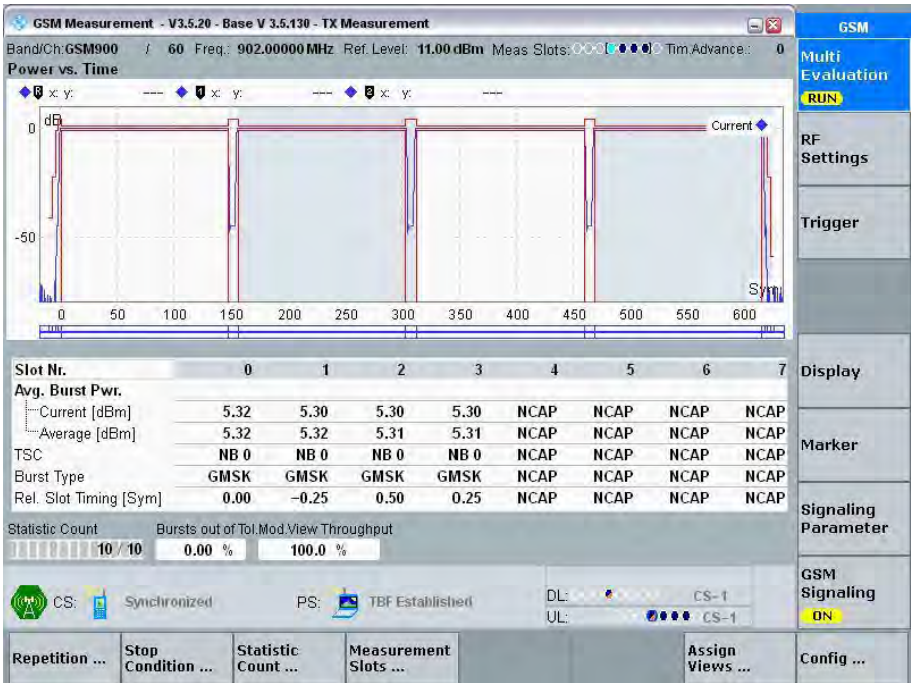 GSM Measurement - V3.5.20 - Base V 3.5.130 - TX Measurement
GSM
Band/Ch:GSM900 / 60 Freq.: 902.00000 MHz Ref. Level: 11.00 dBm Meas Slots: Tim.Advance.: 0
Multi Evaluation
RUN
Power vs. Time
R x: y: --- 1 x: y: --- 2 x: y: ---
dB
Current
0
-50
Sym
0 50 100 150 200 250 300 350 400 450 500 550 600
RF Settings
Trigger
Slot Nr. 0 1 2 3 4 5 6 7
Avg. Burst Pwr.
Current [dBm] 5.32 5.30 5.30 5.30 NCAP NCAP NCAP NCAP
Average [dBm] 5.32 5.32 5.31 5.31 NCAP NCAP NCAP NCAP
TSC NB 0 NB 0 NB 0 NB 0 NCAP NCAP NCAP NCAP
Burst Type GMSK GMSK GMSK GMSK NCAP NCAP NCAP NCAP
Rel. Slot Timing [Sym] 0.00 −0.25 0.50 0.25 NCAP NCAP NCAP NCAP
Display
Marker
Signaling Parameter
Statistic Count Bursts out of Tol. Mod.View Throughput
10 / 10 0.00 % 100.0 %
GSM Signaling
ON
CS: Synchronized PS: TBF Established DL: CS-1
UL: CS-1
Repetition ...
Stop Condition ...
Statistic Count ...
Measurement Slots ...
Assign Views ...
Config ...